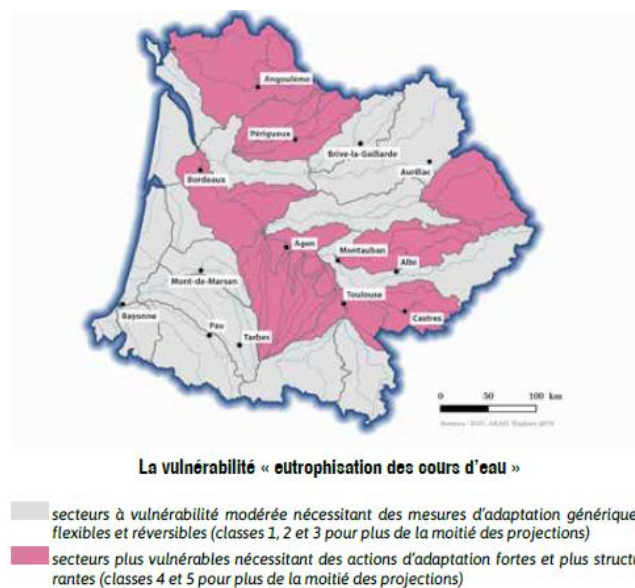 Angoulême
Périgueux
Brive-la-Gaillarde
Aurillac
Bordeaux
Agen
Montauban
Albi
Mont-de-Marsan
Toulouse
Castres
Bayonne
Pau
Tarbes
0 50 100 km
La vulnérabilité « eutrophisation des cours d'eau »
secteurs à vulnérabilité modérée nécessitant des mesures d'adaptation générique
flexibles et réversibles (classes 1, 2 et 3 pour plus de la moitié des projections)
secteurs plus vulnérables nécessitant des actions d'adaptation fortes et plus structu
rantes (classes 4 et 5 pour plus de la moitié des projections)